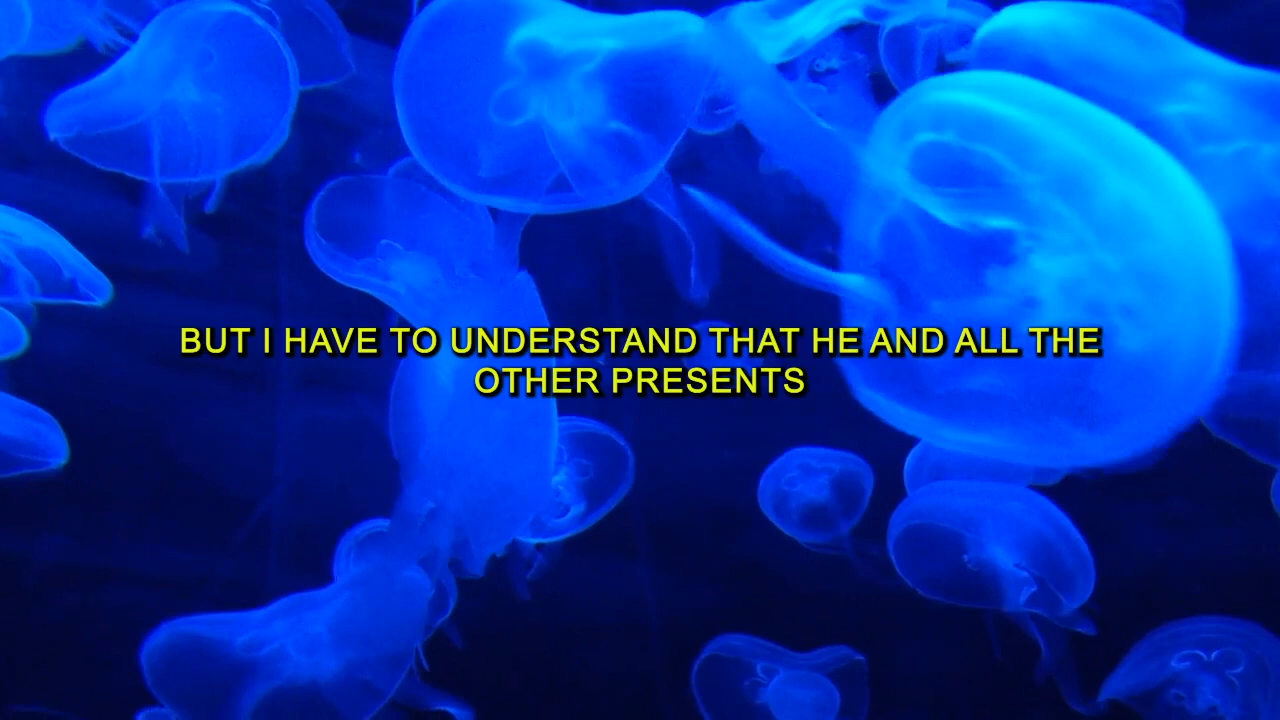 BUT I HAVE TO UNDERSTAND THAT HE AND ALL THE
OTHER PRESENTS